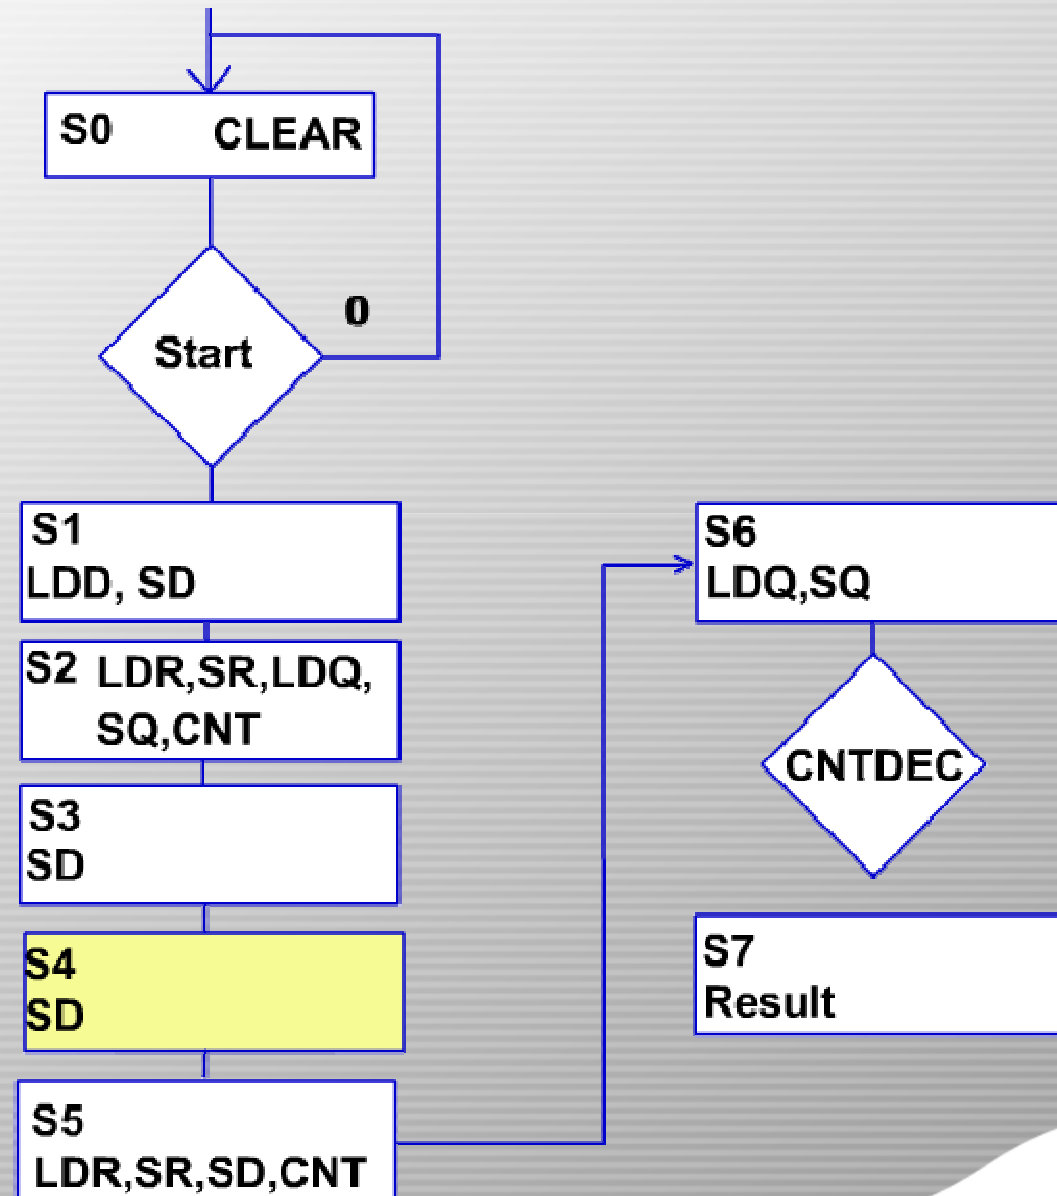 S0 CLEAR
0
Start
S1
LDD, SD
S2 LDR,SR,LDQ,
SQ,CNT
S3
SD
S4
SD
S5
LDR,SR,SD,CNT
S6
LDQ,SQ
CNTDEC
S7
Result